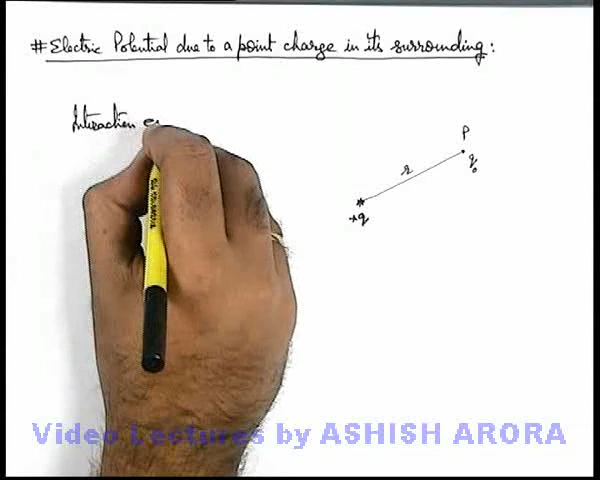 # Electric Potential due to a point charge in its surrounding :
Interaction e
P
r
q₀
+q
Video Lectures by ASHISH ARORA